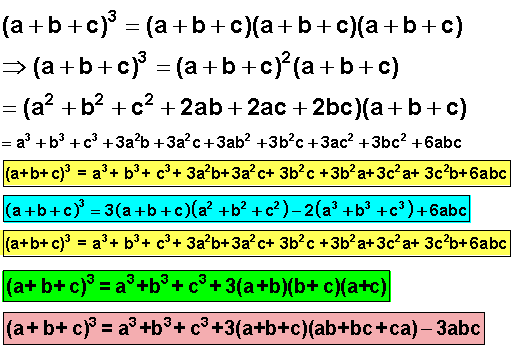 (a+b+c)³ = (a+b+c)(a+b+c)(a+b+c)
⇒ (a+b+c)³ = (a+b+c)²(a+b+c)
= (a² + b² + c² + 2ab + 2ac + 2bc)(a+b+c)
= a³ + b³ + c³ + 3a²b + 3a²c + 3ab² + 3b²c + 3ac² + 3bc² + 6abc
(a+b+c)³ = a³+ b³+ c³+ 3a²b+3a²c+ 3b²c +3b²a+3c²a+ 3c²b+6abc
(a+b+c)³ = 3(a+b+c)(a²+b²+c²) – 2(a³+b³+c³)+6abc
(a+b+c)³ = a³+ b³+ c³+ 3a²b+3a²c+ 3b²c +3b²a+3c²a+ 3c²b+6abc
(a+ b+ c)³ = a³+b³+ c³+3(a+b)(b+ c)(a+c)
(a+ b+ c)³ = a³+b³+ c³+3(a+b+c)(ab+bc+ca) – 3abc